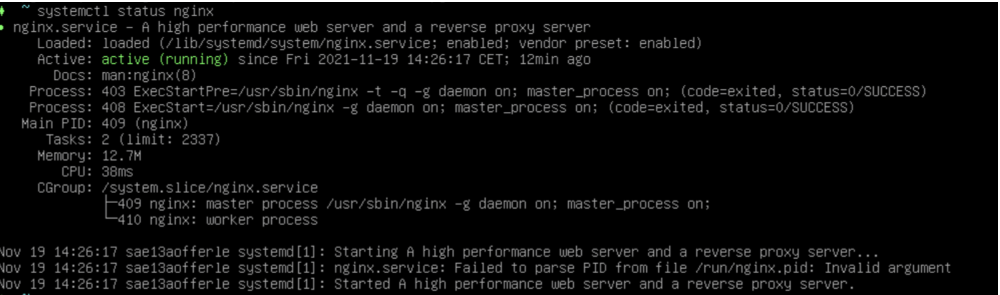 ~ systemctl status nginx
● nginx.service - A high performance web server and a reverse proxy server
Loaded: loaded (/lib/systemd/system/nginx.service; enabled; vendor preset: enabled)
Active: active (running) since Fri 2021-11-19 14:26:17 CET; 12min ago
Docs: man:nginx(8)
Process: 403 ExecStartPre=/usr/sbin/nginx -t -q -g daemon on; master_process on; (code=exited, status=0/SUCCESS)
Process: 408 ExecStart=/usr/sbin/nginx -g daemon on; master_process on; (code=exited, status=0/SUCCESS)
Main PID: 409 (nginx)
Tasks: 2 (limit: 2337)
Memory: 12.7M
CPU: 38ms
CGroup: /system.slice/nginx.service
├─409 nginx: master process /usr/sbin/nginx -g daemon on; master_process on;
└─410 nginx: worker process
Nov 19 14:26:17 sae13aofferle systemd[1]: Starting A high performance web server and a reverse proxy server...
Nov 19 14:26:17 sae13aofferle systemd[1]: nginx.service: Failed to parse PID from file /run/nginx.pid: Invalid argument
Nov 19 14:26:17 sae13aofferle systemd[1]: Started A high performance web server and a reverse proxy server.